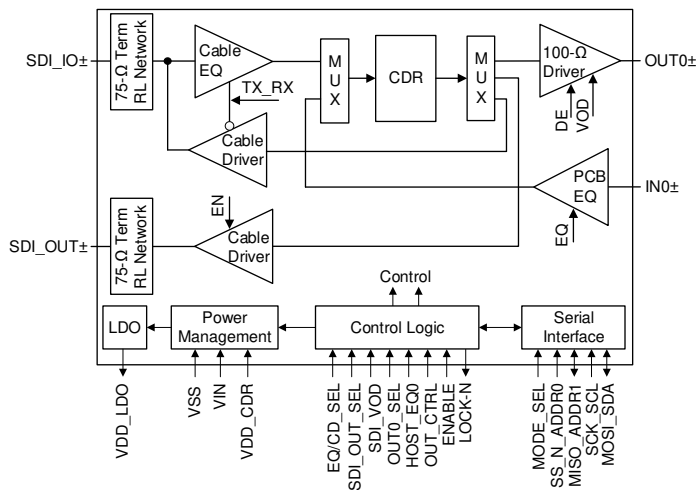 SDI_IO±
75-Ω Term
RL Network
Cable
EQ
TX_RX
Cable
Driver
M
U
X
CDR
M
U
X
100-Ω
Driver
OUT0±
DE
VOD
PCB
EQ
IN0±
EQ
SDI_OUT±
75-Ω Term
RL Network
EN
Cable
Driver
Control
LDO
Power
Management
Control Logic
Serial
Interface
VDD_LDO
VSS
VIN
VDD_CDR
EQ/CD_SEL
SDI_OUT_SEL
SDI_VOD
OUT0_SEL
HOST_EQ0
OUT_CTRL
ENABLE
LOCK-N
MODE_SEL
SS_N_ADDR0
MISO_ADDR1
SCK_SCL
MOSI_SDA